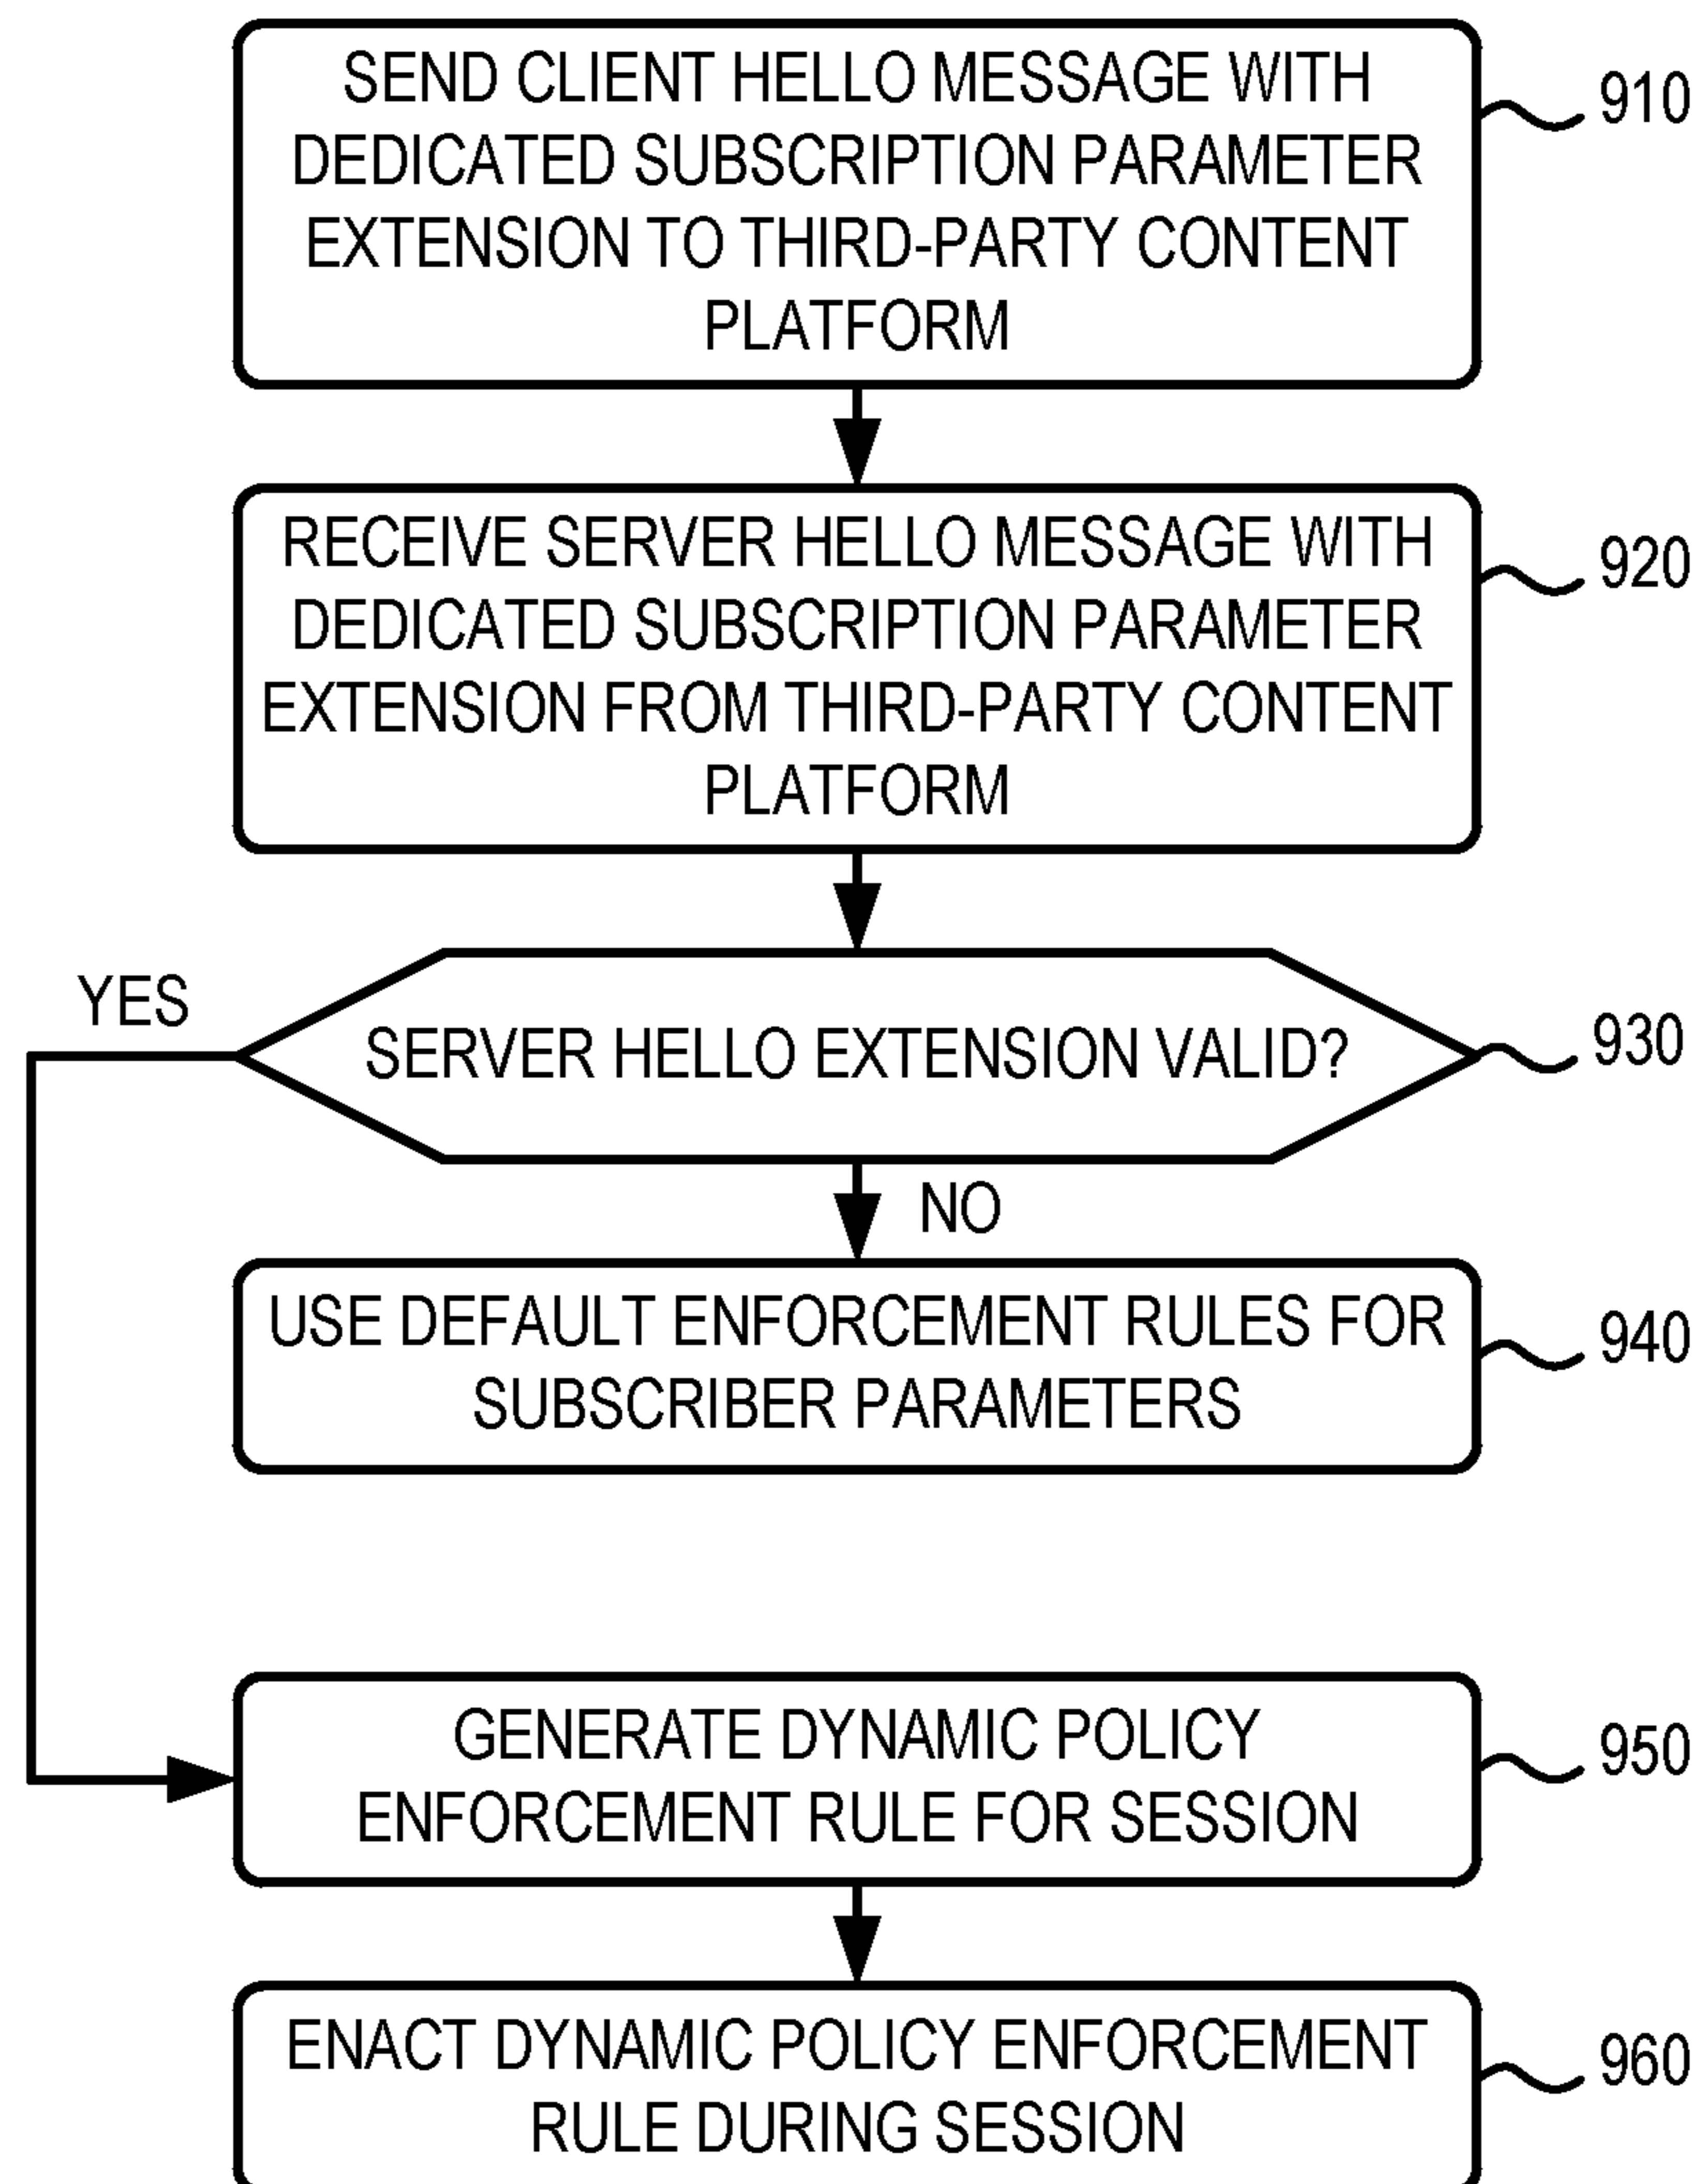 SEND CLIENT HELLO MESSAGE WITH
DEDICATED SUBSCRIPTION PARAMETER
EXTENSION TO THIRD-PARTY CONTENT
PLATFORM
910
RECEIVE SERVER HELLO MESSAGE WITH
DEDICATED SUBSCRIPTION PARAMETER
EXTENSION FROM THIRD-PARTY CONTENT
PLATFORM
920
YES
SERVER HELLO EXTENSION VALID?
930
NO
USE DEFAULT ENFORCEMENT RULES FOR
SUBSCRIBER PARAMETERS
940
GENERATE DYNAMIC POLICY
ENFORCEMENT RULE FOR SESSION
950
ENACT DYNAMIC POLICY ENFORCEMENT
RULE DURING SESSION
960